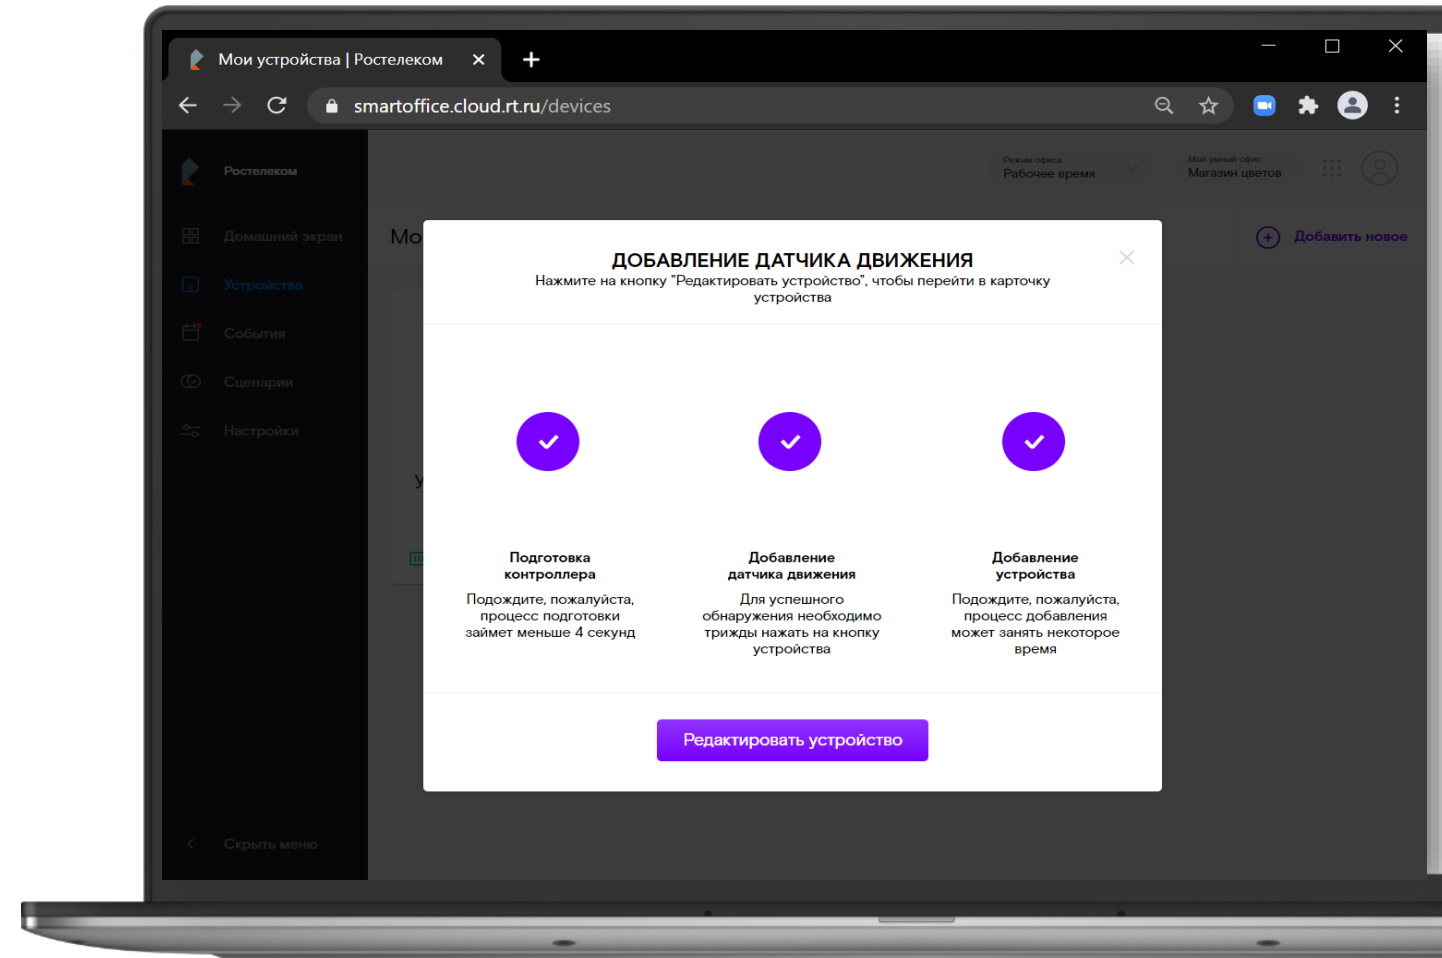 Мои устройства | Ростелеком
smartoffice.cloud.rt.ru/devices
Ростелеком
Режим офиса
Рабочее время
Мой умный офис
Магазин цветов
Домашний экран
Мо
Добавить новое
Устройства
События
Сценарии
Настройки
У
Скрыть меню
ДОБАВЛЕНИЕ ДАТЧИКА ДВИЖЕНИЯ
Нажмите на кнопку "Редактировать устройство", чтобы перейти в карточку
устройства
Подготовка
контроллера
Подождите, пожалуйста,
процесс подготовки
займет меньше 4 секунд
Добавление
датчика движения
Для успешного
обнаружения необходимо
трижды нажать на кнопку
устройства
Добавление
устройства
Подождите, пожалуйста,
процесс добавления
может занять некоторое
время
Редактировать устройство